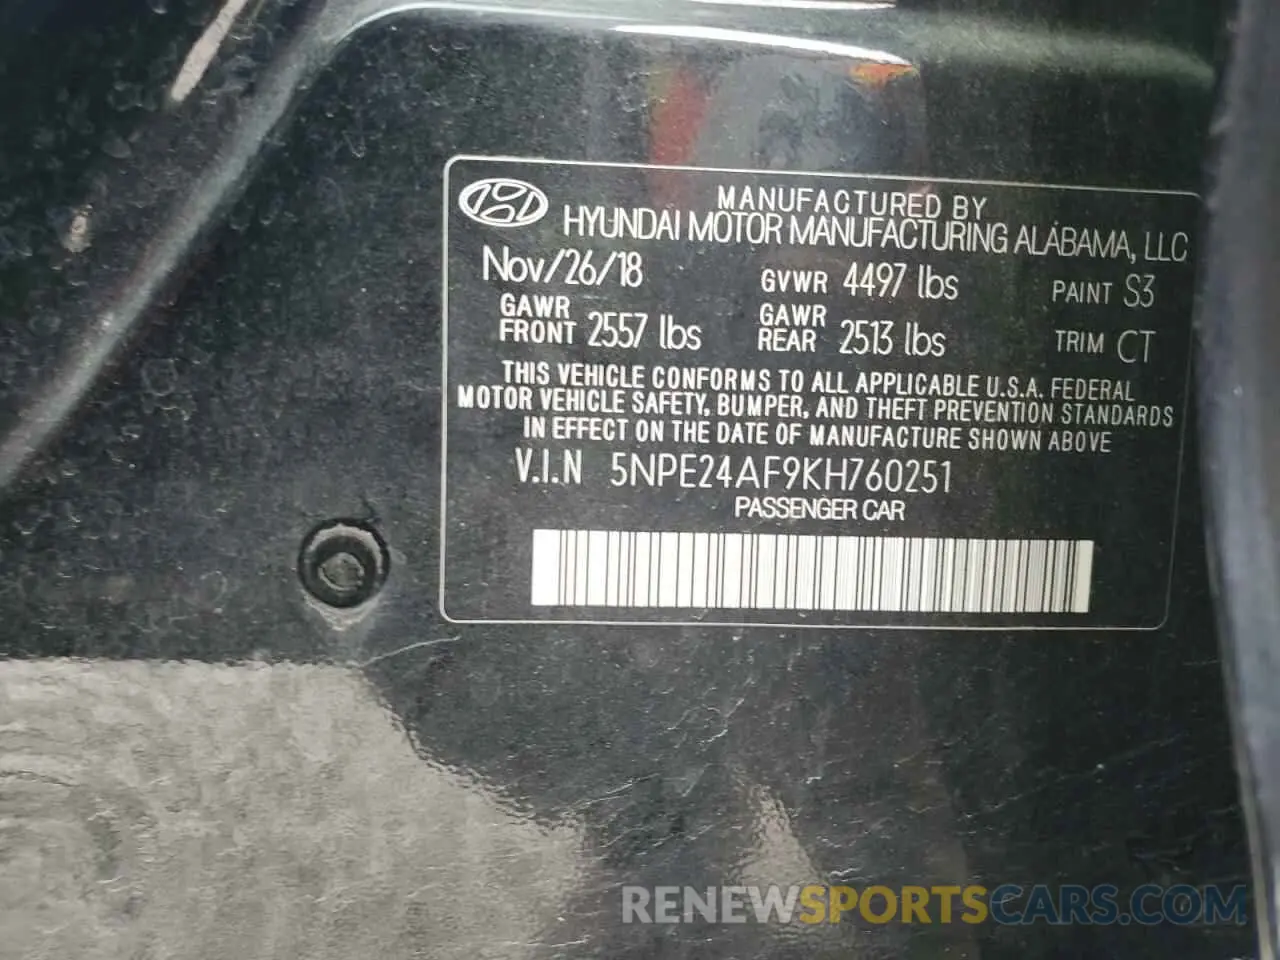 MANUFACTURED BY
HYUNDAI MOTOR MANUFACTURING ALABAMA, LLC
Nov/26/18 GVWR 4497 lbs PAINT S3
GAWR FRONT 2557 lbs GAWR REAR 2513 lbs TRIM CT
THIS VEHICLE CONFORMS TO ALL APPLICABLE U.S.A. FEDERAL
MOTOR VEHICLE SAFETY, BUMPER, AND THEFT PREVENTION STANDARDS
IN EFFECT ON THE DATE OF MANUFACTURE SHOWN ABOVE
V.I.N 5NPE24AF9KH760251
PASSENGER CAR
RENEWSPORTSCARS.COM